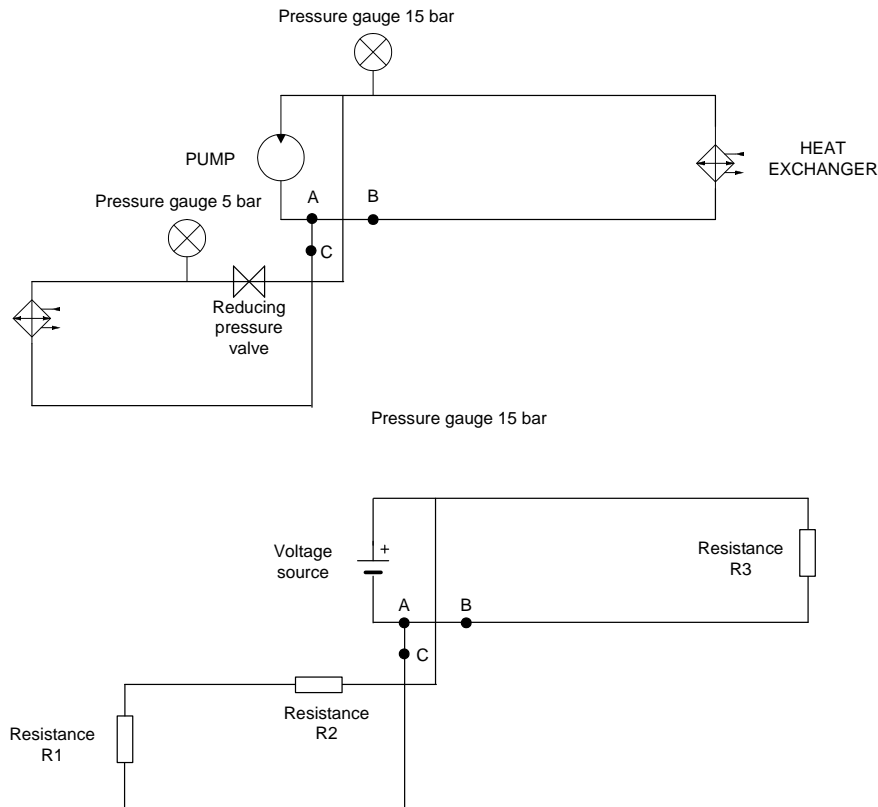 Pressure gauge 15 bar
PUMP
HEAT
EXCHANGER
A
B
Pressure gauge 5 bar
C
Reducing
pressure
valve
Pressure gauge 15 bar
Voltage
source
+
Resistance
R3
A
B
C
Resistance
R2
Resistance
R1